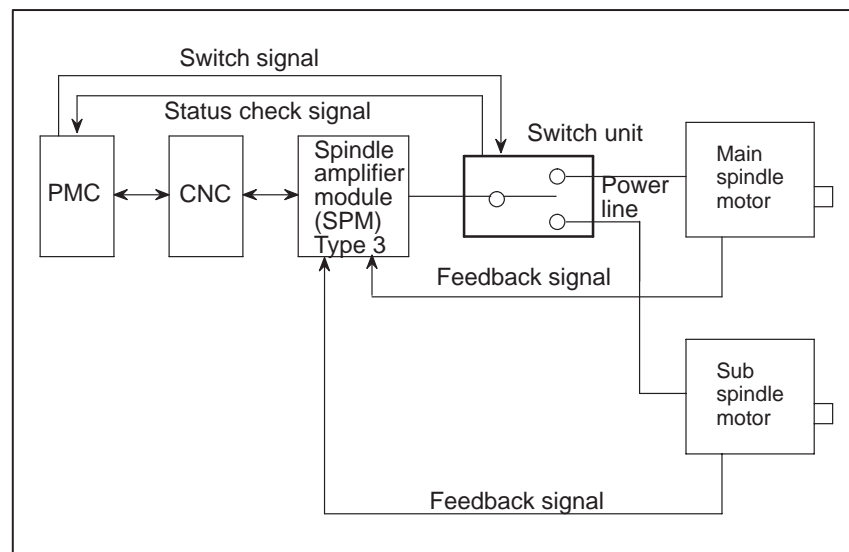 Switch signal
Status check signal
Switch unit
PMC
CNC
Spindle
amplifier
module
(SPM)
Type 3
Power
line
Main
spindle
motor
Feedback signal
Sub
spindle
motor
Feedback signal